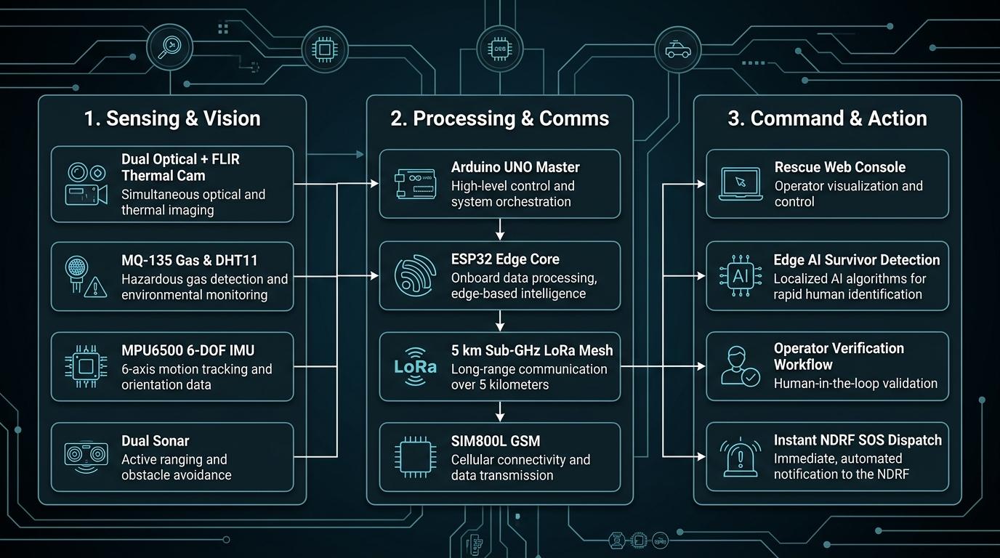 1. Sensing & Vision
Dual Optical + FLIR
Thermal Cam
Simultaneous optical and
thermal imaging
MQ-135 Gas & DHT11
Hazardous gas detection and
environmental monitoring
MPU6500 6-DOF IMU
6-axis motion tracking and
orientation data
Dual Sonar
Active ranging and
obstacle avoidance
2. Processing & Comms
Arduino UNO Master
High-level control and
system orchestration
ESP32 Edge Core
Onboard data processing,
edge-based intelligence
LoRa
5 km Sub-GHz LoRa Mesh
Long-range communication
over 5 kilometers
SIM800L GSM
Cellular connectivity and
data transmission
3. Command & Action
Rescue Web Console
Operator visualization and
control
AI
Edge AI Survivor Detection
Localized AI algorithms for
rapid human identification
Operator Verification
Workflow
Human-in-the-loop validation
Instant NDRF SOS Dispatch
Immediate, automated
notification to the NDRF